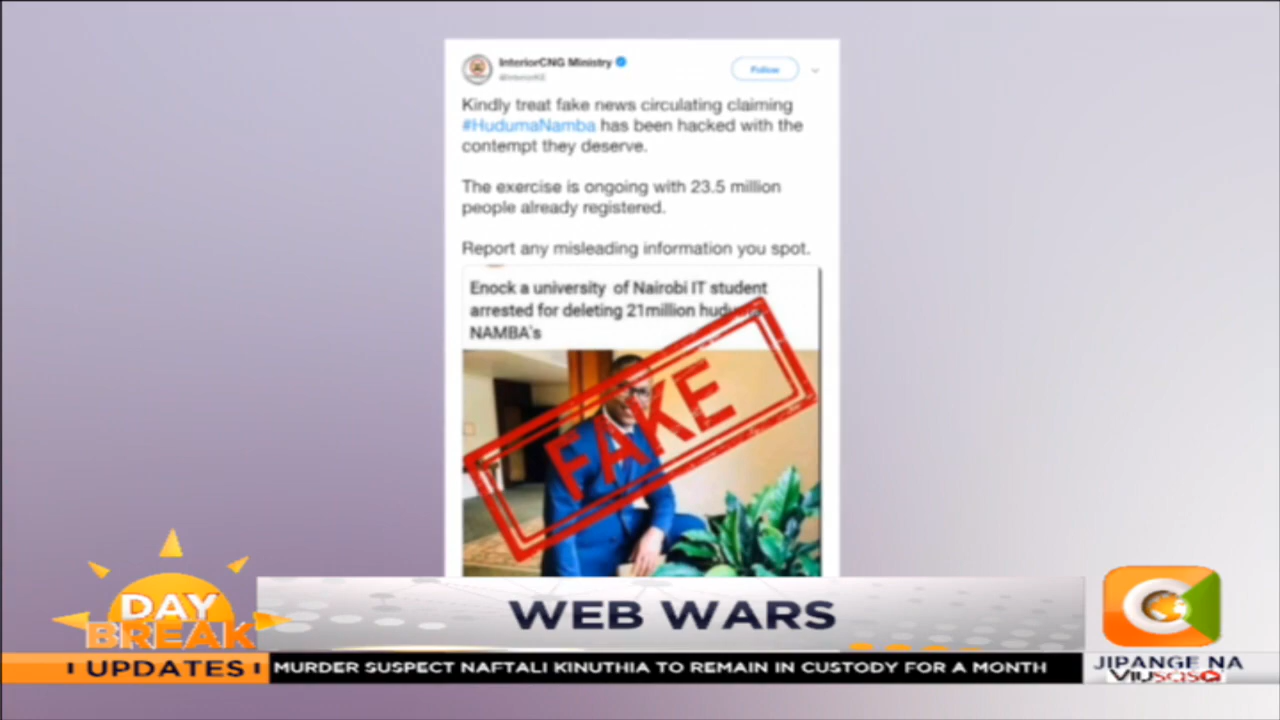 InteriorCNG Ministry
@InteriorKE
Follow
Kindly treat fake news circulating claiming
#HudumaNamba has been hacked with the
contempt they deserve.
The exercise is ongoing with 23.5 million
people already registered.
Report any misleading information you spot.
Enock a university of Nairobi IT student
arrested for deleting 21million
NAMBA's
FAKE
DAY
BREAK
WEB WARS
UPDATES
MURDER SUSPECT NAFTALI KINUTHIA TO REMAIN IN CUSTODY FOR A MONTH
JIPANGE NA
VIUSASA